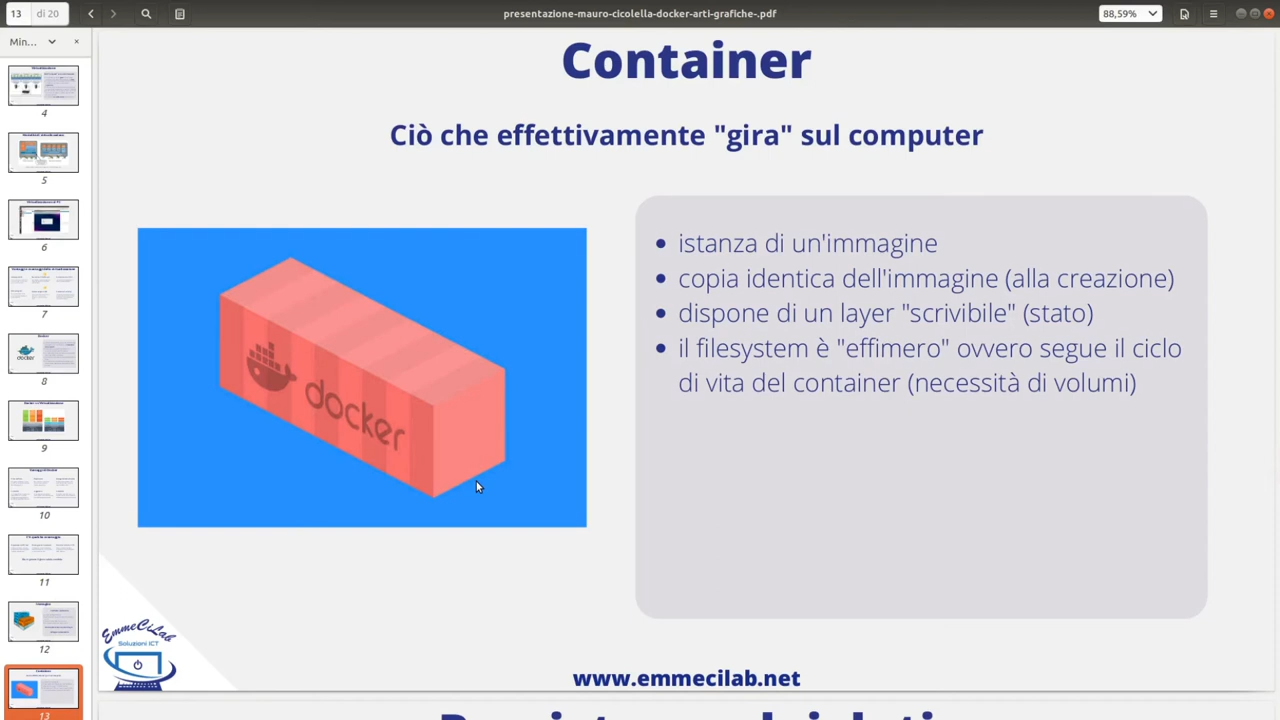 13
di 20
presentazione-mauro-cicolella-docker-arti-grafiche-.pdf
88,59%
Min...
4
5
6
7
8
9
10
11
12
13
Container
Ciò che effettivamente "gira" sul computer
istanza di un'immagine
copia identica dell'immagine (alla creazione)
dispone di un layer "scrivibile" (stato)
il filesystem è "effimero" ovvero segue il ciclo
di vita del container (necessità di volumi)
docker
EmmeCiLab
Soluzioni ICT
www.emmecilab.net